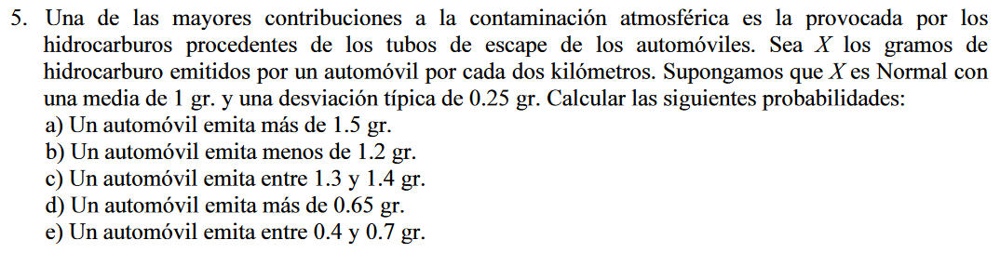 5. Una de las mayores contribuciones a la contaminación atmosférica es la provocada por los
hidrocarburos procedentes de los tubos de escape de los automóviles. Sea X los gramos de
hidrocarburo emitidos por un automóvil por cada dos kilómetros. Supongamos que X es Normal con
una media de 1 gr. y una desviación típica de 0.25 gr. Calcular las siguientes probabilidades:
a) Un automóvil emita más de 1.5 gr.
b) Un automóvil emita menos de 1.2 gr.
c) Un automóvil emita entre 1.3 y 1.4 gr.
d) Un automóvil emita más de 0.65 gr.
e) Un automóvil emita entre 0.4 y 0.7 gr.